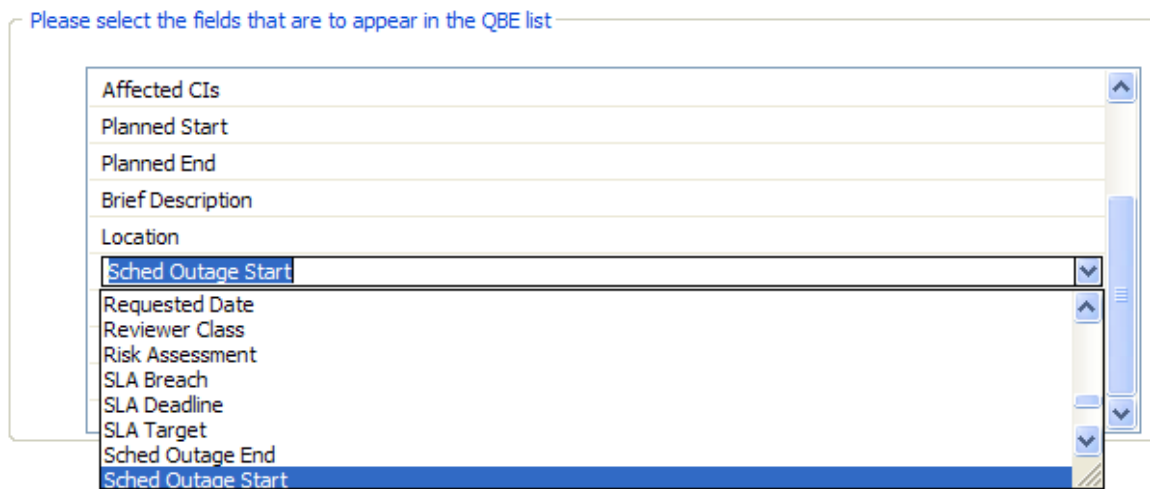 Please select the fields that are to appear in the QBE list
Affected CIs
Planned Start
Planned End
Brief Description
Location
Sched Outage Start
Requested Date
Reviewer Class
Risk Assessment
SLA Breach
SLA Deadline
SLA Target
Sched Outage End
Sched Outage Start